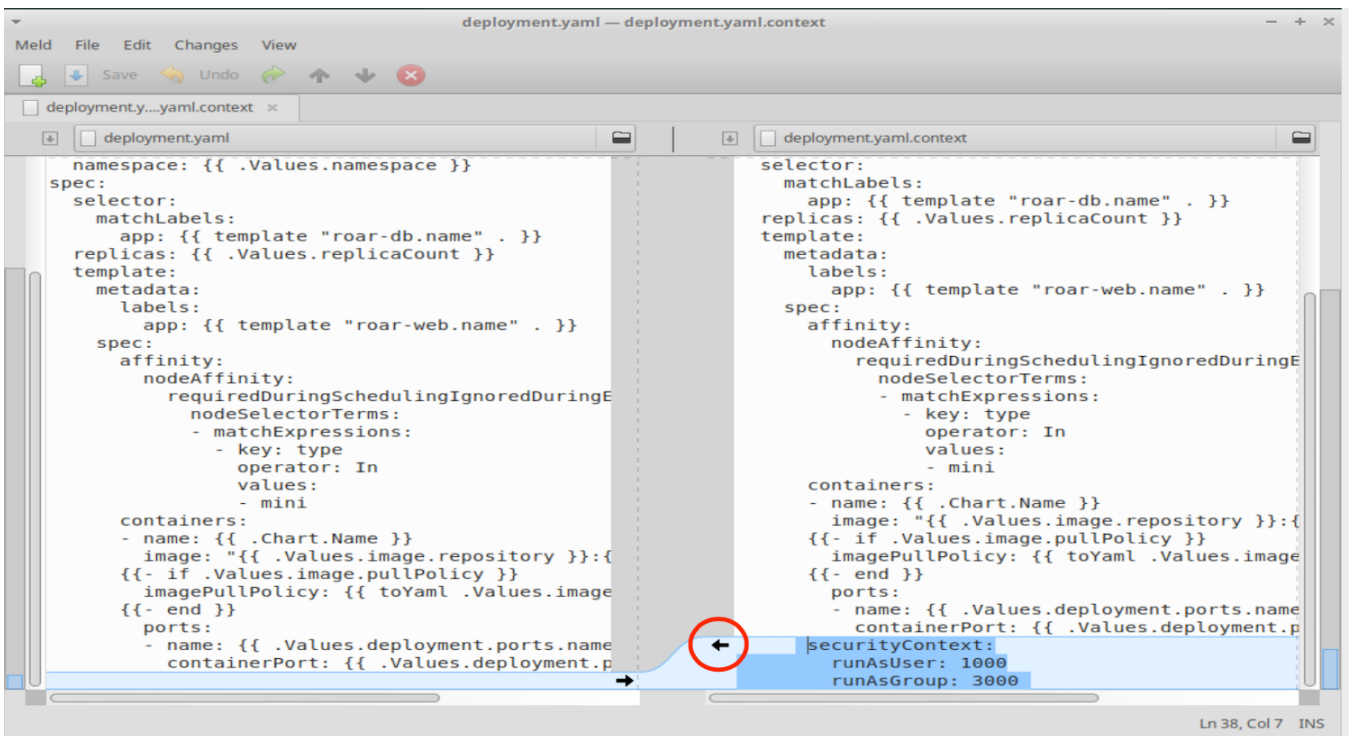 deployment.yaml — deployment.yaml.context
Meld File Edit Changes View
Save Undo
deployment.y....yaml.context
deployment.yaml
namespace: {{ .Values.namespace }}
spec:
selector:
matchLabels:
app: {{ template "roar-db.name" . }}
replicas: {{ .Values.replicaCount }}
template:
metadata:
labels:
app: {{ template "roar-web.name" . }}
spec:
affinity:
nodeAffinity:
requiredDuringSchedulingIgnoredDuringE
nodeSelectorTerms:
- matchExpressions:
- key: type
operator: In
values:
- mini
containers:
- name: {{ .Chart.Name }}
image: "{{ .Values.image.repository }}:{
{{- if .Values.image.pullPolicy }}
imagePullPolicy: {{ toYaml .Values.image
{{- end }}
ports:
- name: {{ .Values.deployment.ports.name
containerPort: {{ .Values.deployment.p
deployment.yaml.context
selector:
matchLabels:
app: {{ template "roar-db.name" . }}
replicas: {{ .Values.replicaCount }}
template:
metadata:
labels:
app: {{ template "roar-web.name" . }}
spec:
affinity:
nodeAffinity:
requiredDuringSchedulingIgnoredDuringE
nodeSelectorTerms:
- matchExpressions:
- key: type
operator: In
values:
- mini
containers:
- name: {{ .Chart.Name }}
image: "{{ .Values.image.repository }}:{
{{- if .Values.image.pullPolicy }}
imagePullPolicy: {{ toYaml .Values.image
{{- end }}
ports:
- name: {{ .Values.deployment.ports.name
containerPort: {{ .Values.deployment.p
securityContext:
runAsUser: 1000
runAsGroup: 3000
Ln 38, Col 7 INS